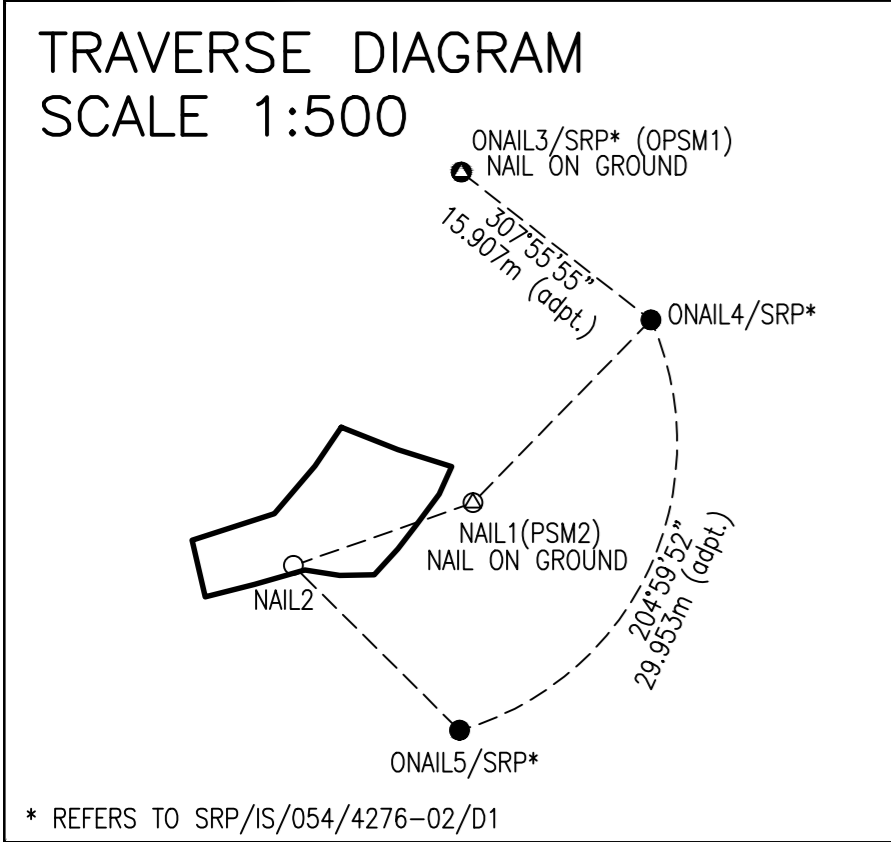 TRAVERSE DIAGRAM
SCALE 1:500
ONAIL3/SRP* (OPSM1)
NAIL ON GROUND
307°55'55"
15.907m (adpt.)
ONAIL4/SRP*
NAIL1(PSM2)
NAIL ON GROUND
NAIL2
204°59'52"
29.953m (adpt.)
ONAIL5/SRP*
* REFERS TO SRP/IS/054/4276-02/D1